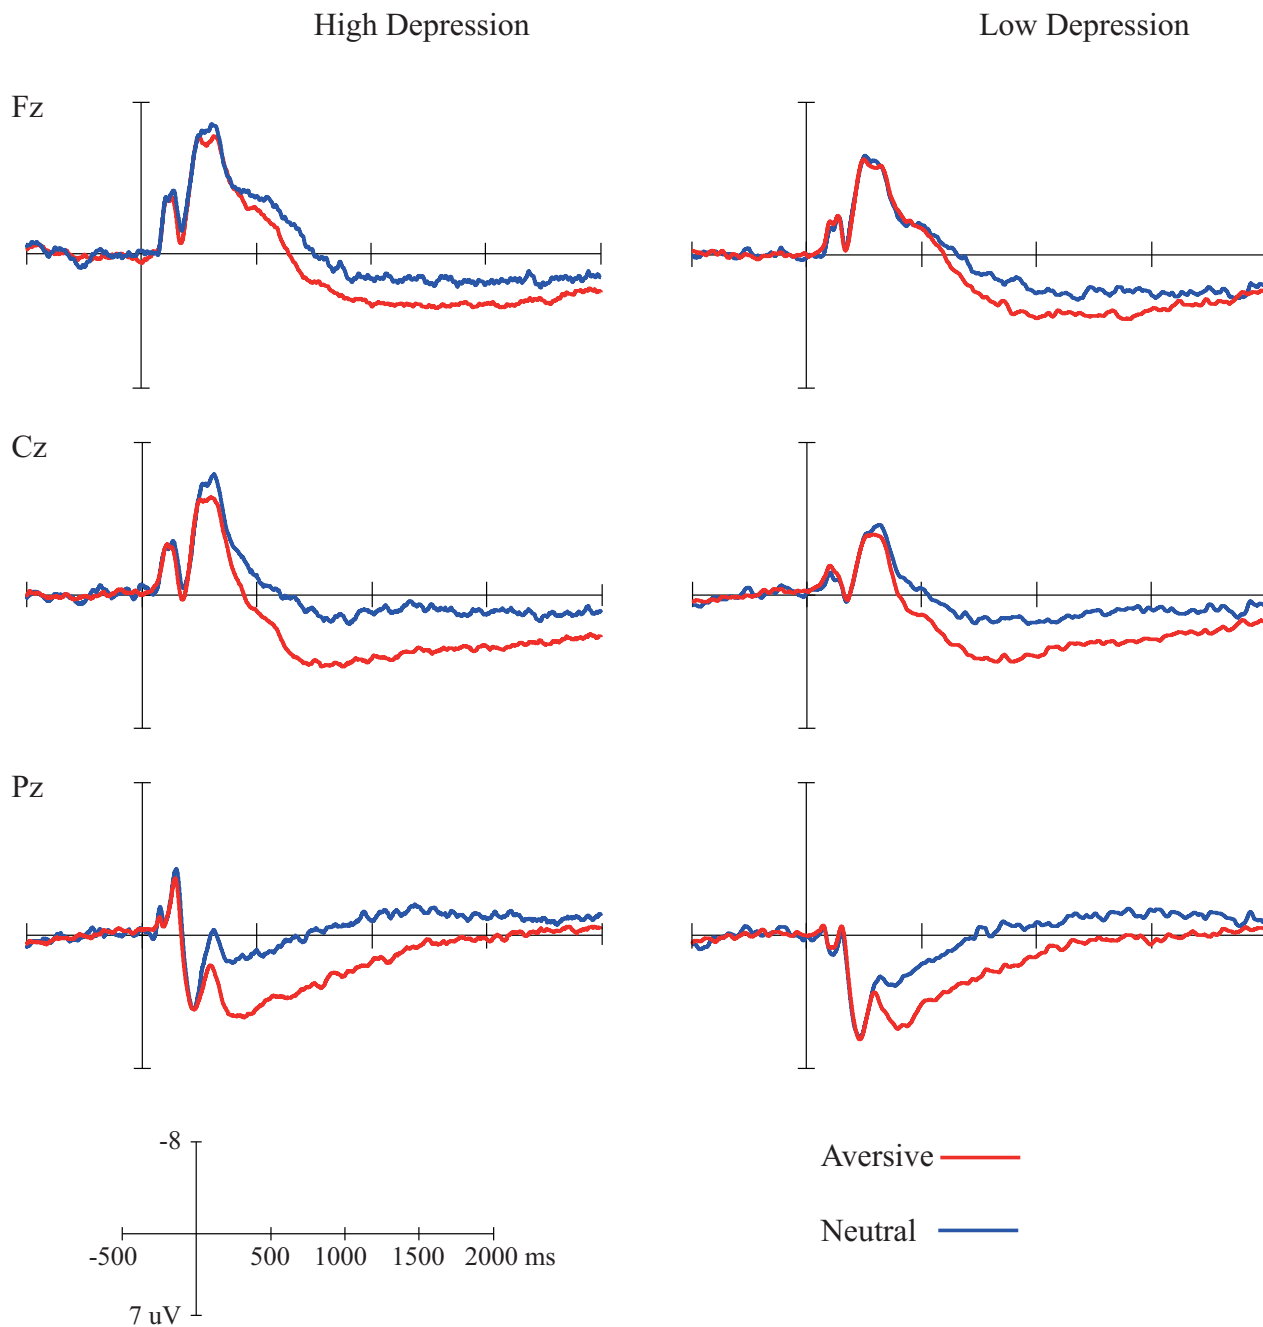 High Depression
Low Depression
Fz
Cz
Pz
-8
-500
500
1000
1500
2000 ms
7 uV
Aversive
Neutral